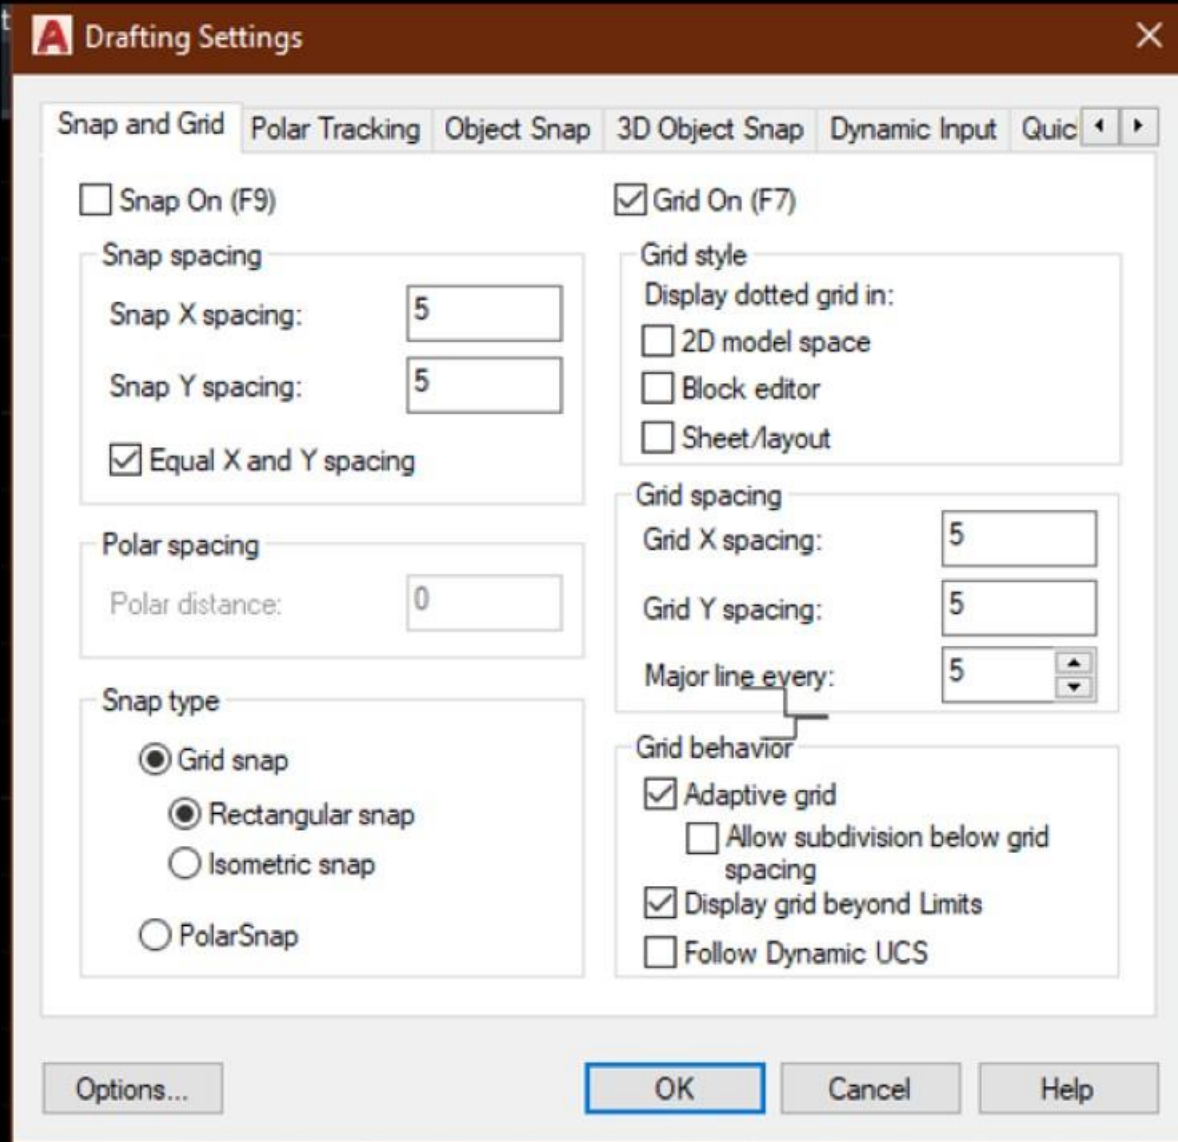 t
Drafting Settings
Snap and Grid Polar Tracking Object Snap 3D Object Snap Dynamic Input Quic
Snap On (F9)
Snap spacing
Snap X spacing: 5
Snap Y spacing: 5
Equal X and Y spacing
Polar spacing
Polar distance: 0
Snap type
Grid snap
Rectangular snap
Isometric snap
PolarSnap
Grid On (F7)
Grid style
Display dotted grid in:
2D model space
Block editor
Sheet/layout
Grid spacing
Grid X spacing: 5
Grid Y spacing: 5
Major line every: 5
Grid behavior
Adaptive grid
Allow subdivision below grid
spacing
Display grid beyond Limits
Follow Dynamic UCS
Options... OK Cancel Help